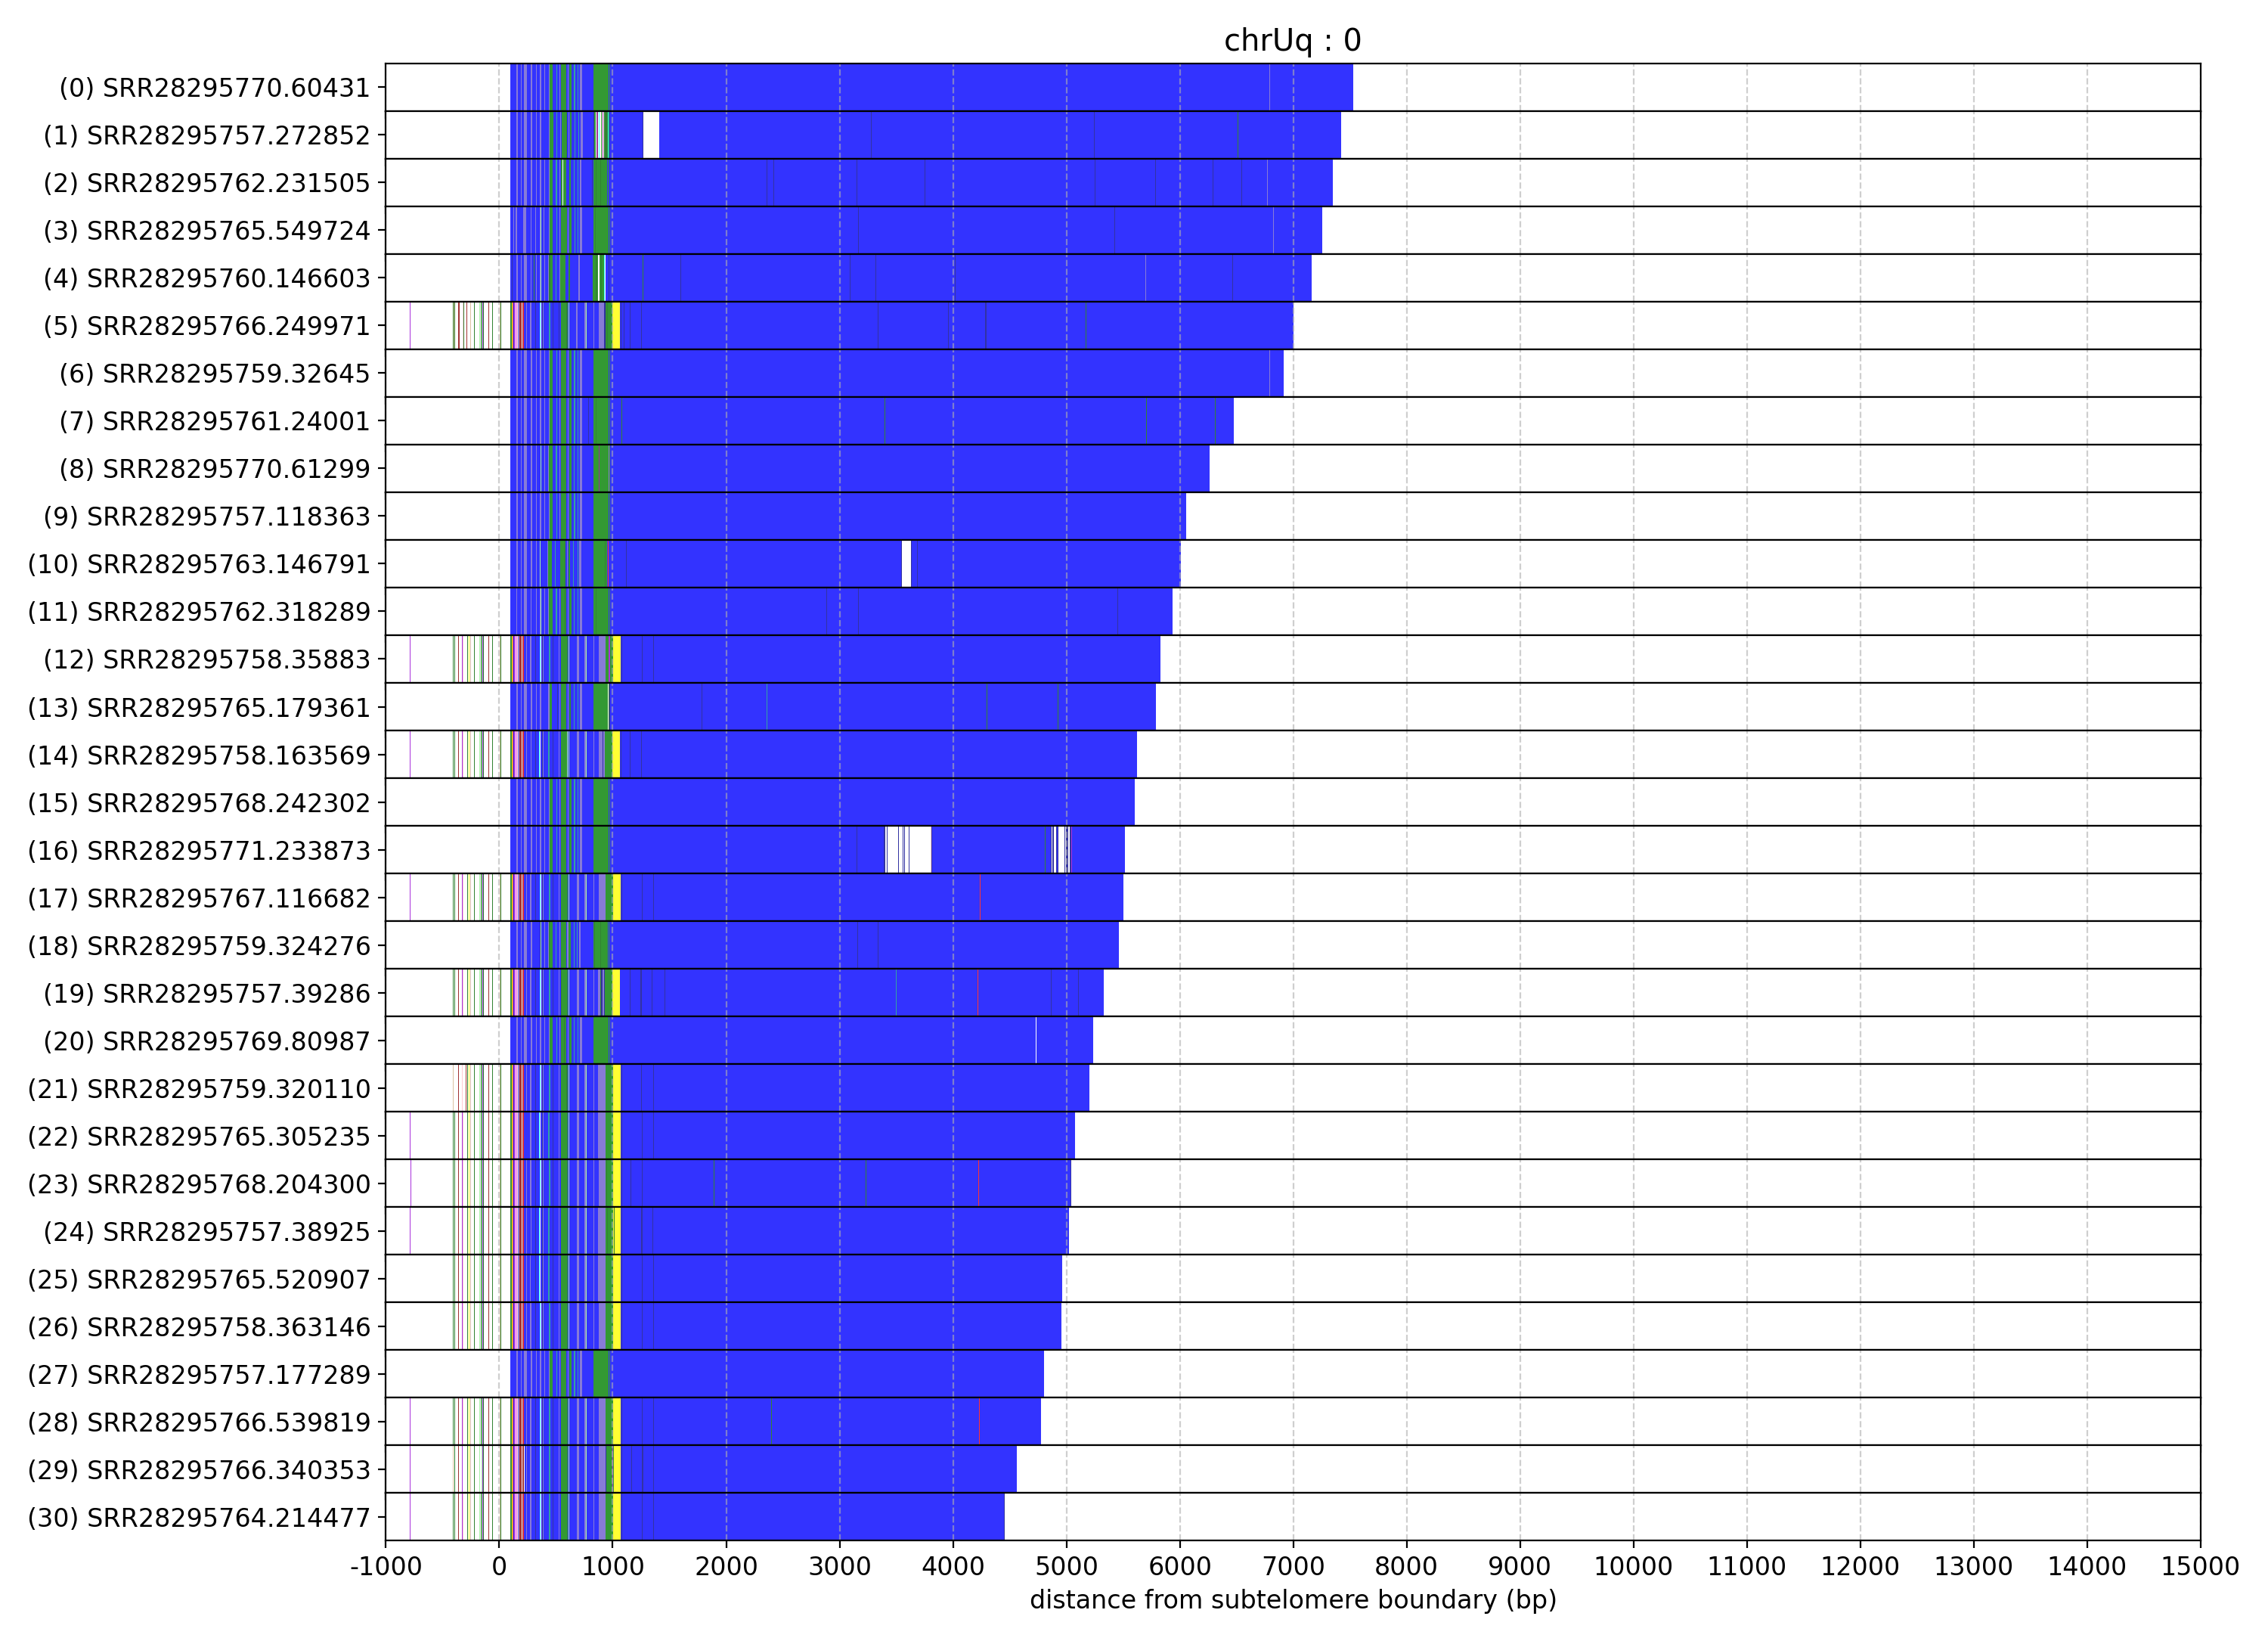 chrUq : 0
(0) SRR28295770.60431
(1) SRR28295757.272852
(2) SRR28295762.231505
(3) SRR28295765.549724
(4) SRR28295760.146603
(5) SRR28295766.249971
(6) SRR28295759.32645
(7) SRR28295761.24001
(8) SRR28295770.61299
(9) SRR28295757.118363
(10) SRR28295763.146791
(11) SRR28295762.318289
(12) SRR28295758.35883
(13) SRR28295765.179361
(14) SRR28295758.163569
(15) SRR28295768.242302
(16) SRR28295771.233873
(17) SRR28295767.116682
(18) SRR28295759.324276
(19) SRR28295757.39286
(20) SRR28295769.80987
(21) SRR28295759.320110
(22) SRR28295765.305235
(23) SRR28295768.204300
(24) SRR28295757.38925
(25) SRR28295765.520907
(26) SRR28295758.363146
(27) SRR28295757.177289
(28) SRR28295766.539819
(29) SRR28295766.340353
(30) SRR28295764.214477
-1000 0 1000 2000 3000 4000 5000 6000 7000 8000 9000 10000 11000 12000 13000 14000 15000
distance from subtelomere boundary (bp)